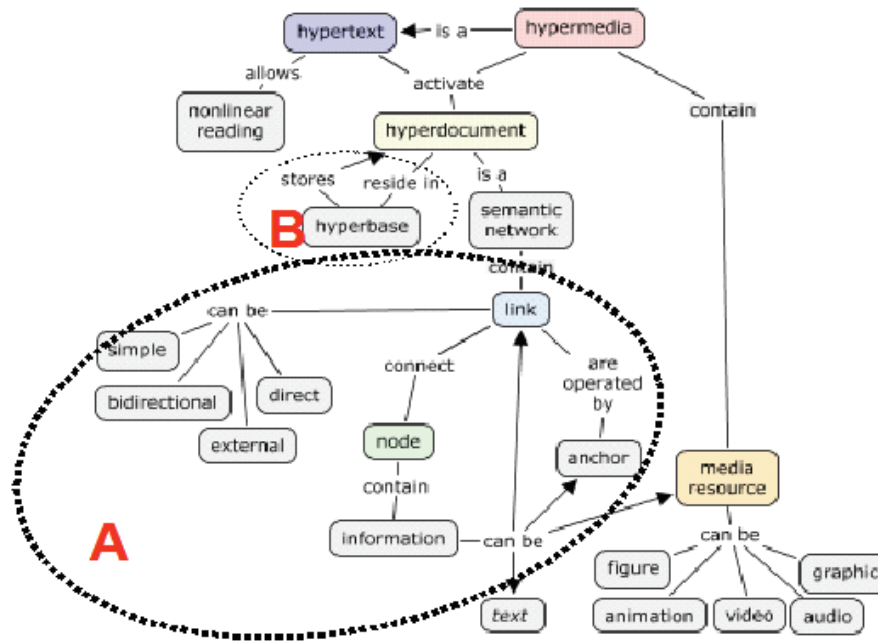 hypertext
is a
hypermedia
allows
activate
contain
nonlinear
reading
hyperdocument
stores
reside in
is a
B
hyperbase
semantic
network
contain
can be
link
simple
connect
are
operated
by
bidirectional
direct
external
node
anchor
media
resource
contain
A
information
can be
can be
figure
graphic
text
animation
video
audio